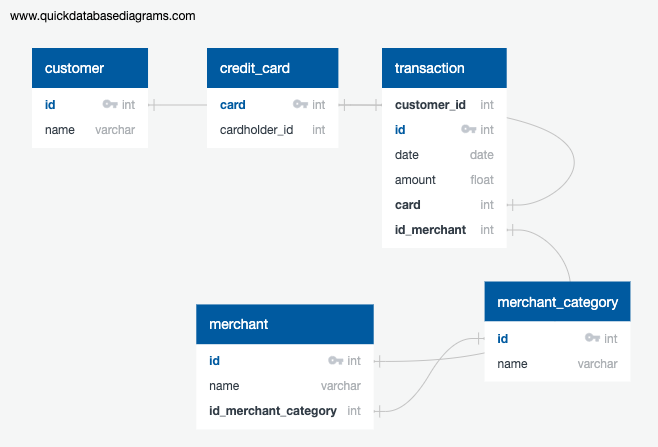 www.quickdatabasediagrams.com
customer
id int
name varchar
credit_card
card int
cardholder_id int
transaction
customer_id int
id int
date date
amount float
card int
id_merchant int
merchant
id int
name varchar
id_merchant_category int
merchant_category
id int
name varchar